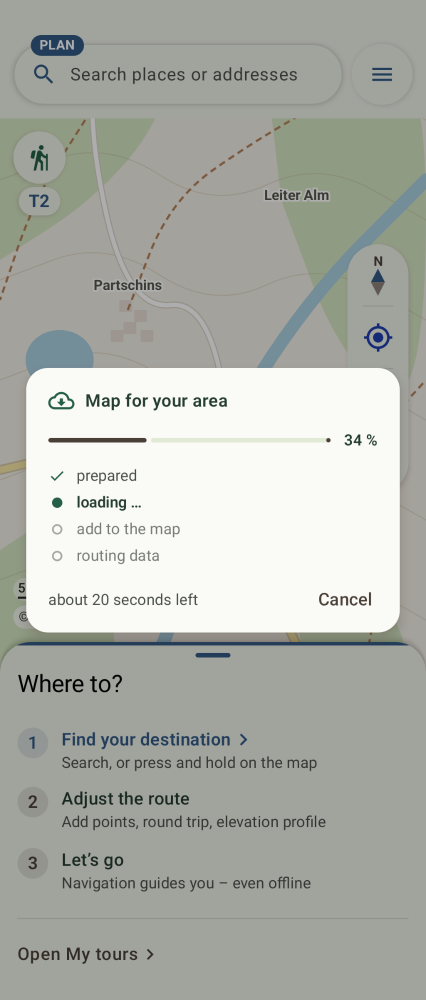 PLAN
Search places or addresses
T2
Leiter Alm
N
Partschins
Map for your area
34 %
prepared
loading ...
add to the map
routing data
about 20 seconds left
Cancel
5
©
Where to?
1
Find your destination
Search, or press and hold on the map
2
Adjust the route
Add points, round trip, elevation profile
3
Let's go
Navigation guides you – even offline
Open My tours